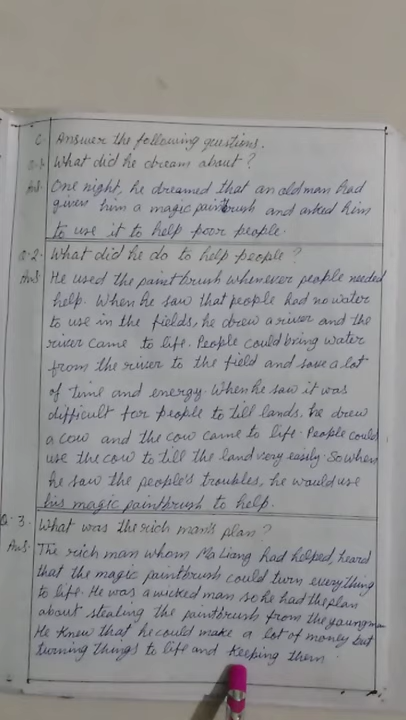 C. Answer the following questions.
Q-1. What did he dream about?
Ans. One night, he dreamed that an old man had
given him a magic paintbrush and asked him
to use it to help poor people.
Q-2. What did he do to help people?
Ans. He used the paintbrush whenever people needed
help. When he saw that people had no water
to use in the fields, he drew a river and the
river came to life. People could bring water
from the river to the field and save a lot
of time and energy. When he saw it was
difficult for people to till lands, he drew
a cow and the cow came to life. People could
use the cow to till the land very easily. So when
he saw the people's troubles, he would use
his magic paintbrush to help.
Q-3. What was the rich man's plan?
Ans. The rich man whom Ma Liang had helped, heard
that the magic paintbrush could turn everything
to life. He was a wicked man so he had the plan
about stealing the paintbrush from the youngman
He knew that he could make a lot of money but
turning things to life and keeping them.